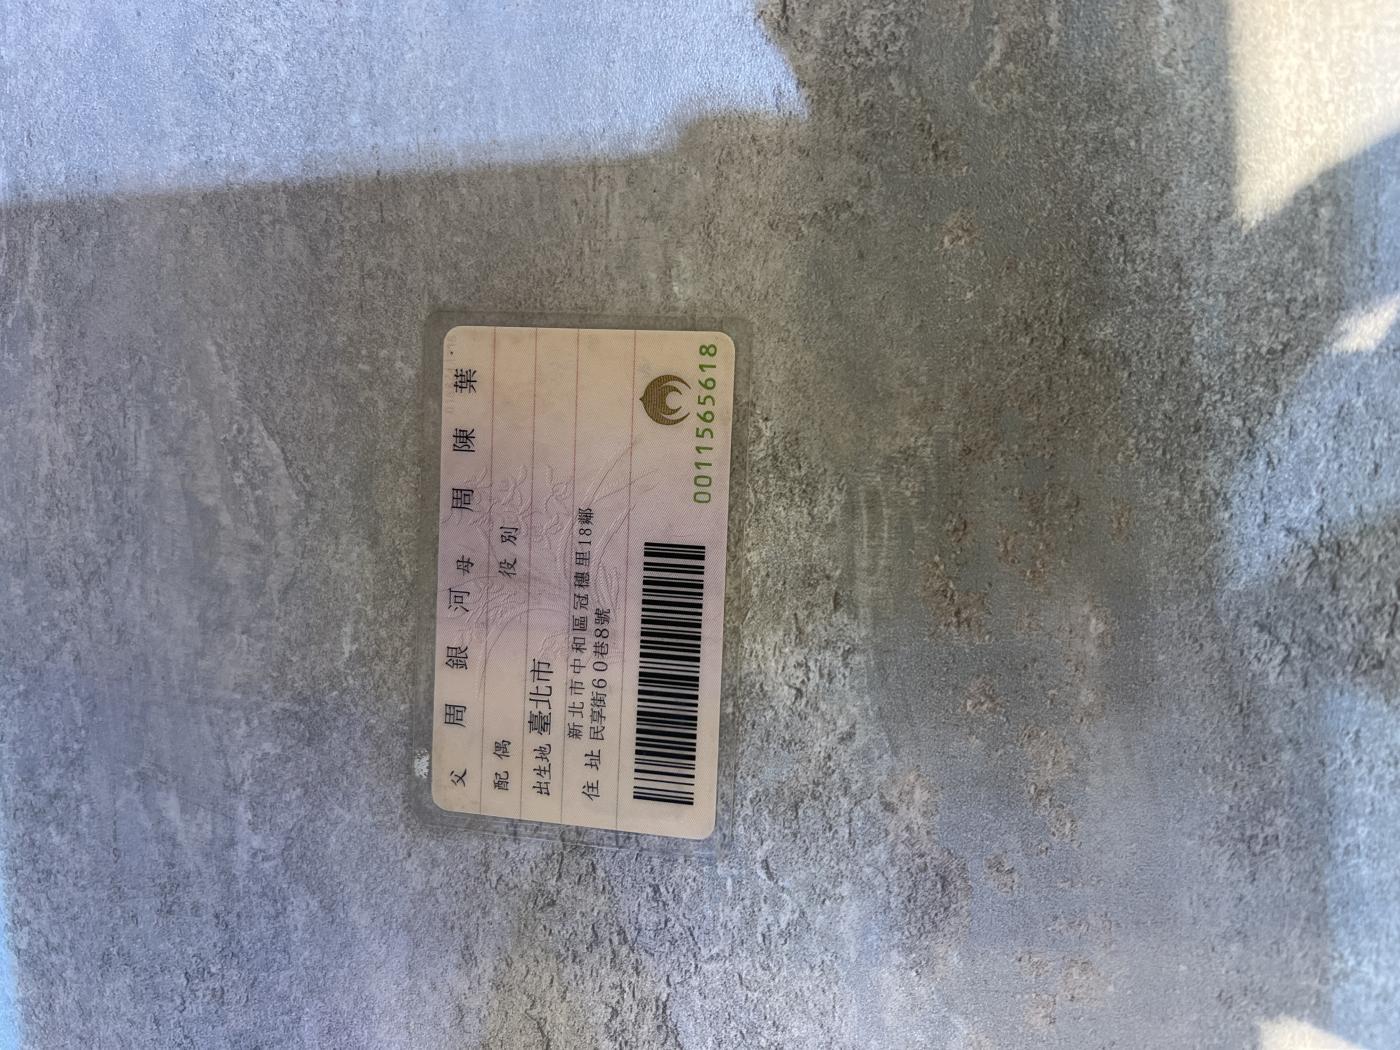 父 周銀河 母 周陳葉
配偶 役別
出生地 臺北市
住址 新北市中和區冠穗里18鄰
民享街60巷8號
0011565618